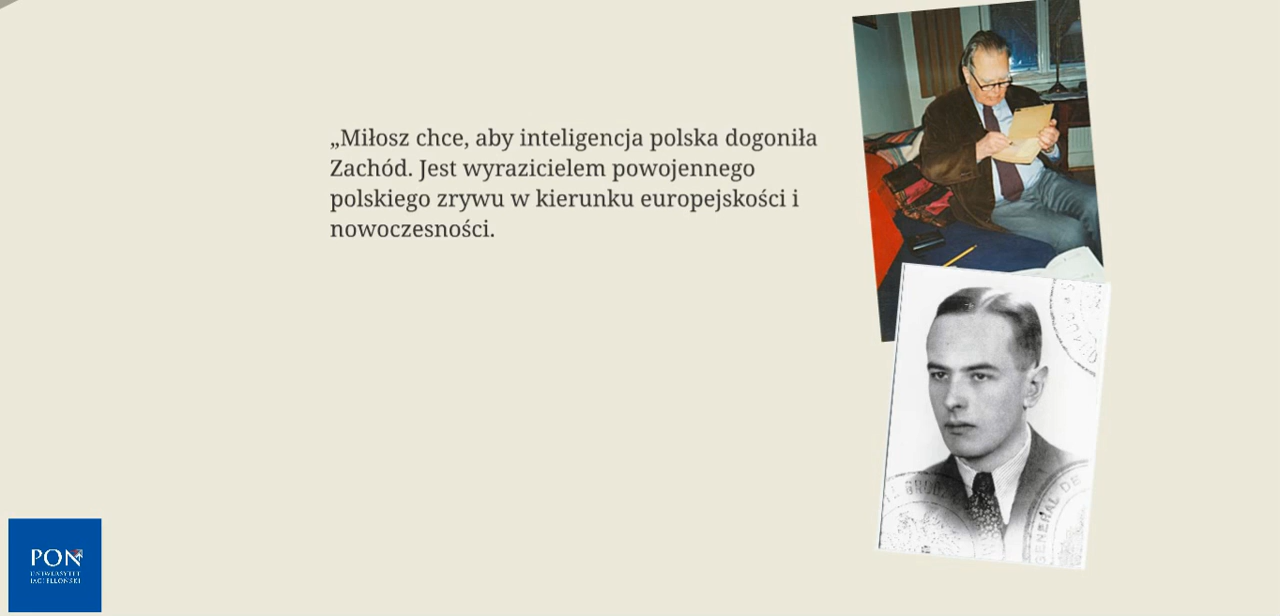 „Miłosz chce, aby inteligencja polska dogoniła
Zachód. Jest wyrazicielem powojennego
polskiego zrywu w kierunku europejskości i
nowoczesności.
PON
UNIWERSYTET
JAGIELLOŃSKI